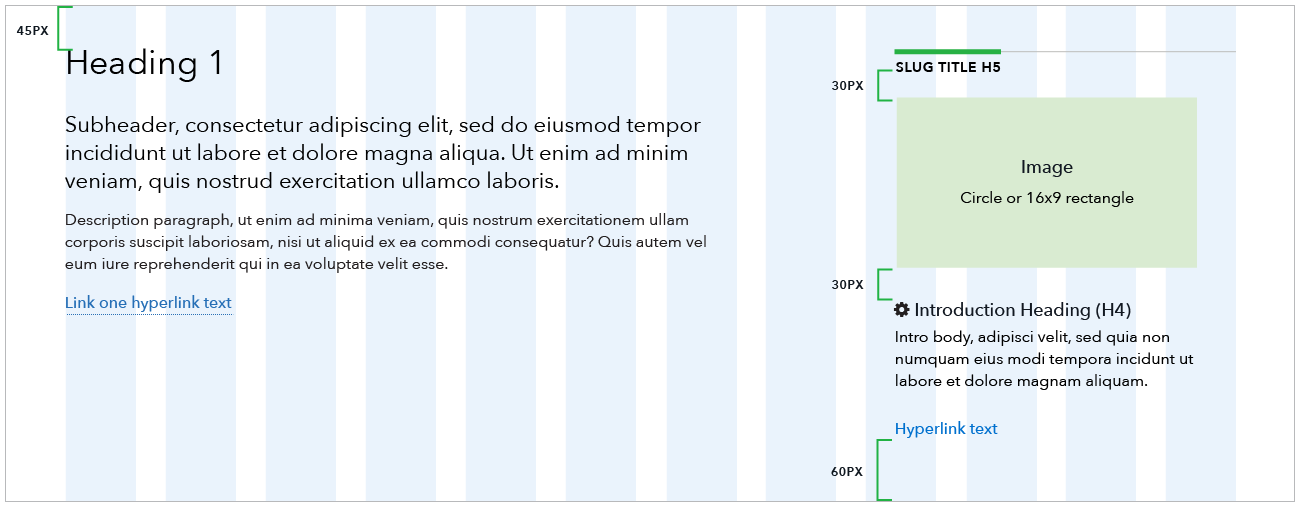 45PX
Heading 1
Subheader, consectetur adipiscing elit, sed do eiusmod tempor
incididunt ut labore et dolore magna aliqua. Ut enim ad minim
veniam, quis nostrud exercitation ullamco laboris.
Description paragraph, ut enim ad minima veniam, quis nostrum exercitationem ullam
corporis suscipit laboriosam, nisi ut aliquid ex ea commodi consequatur? Quis autem vel
eum iure reprehenderit qui in ea voluptate velit esse.
Link one hyperlink text
SLUG TITLE H5
30PX
Image
Circle or 16x9 rectangle
30PX
Introduction Heading (H4)
Intro body, adipisci velit, sed quia non
numquam eius modi tempora incidunt ut
labore et dolore magnam aliquam.
Hyperlink text
60PX